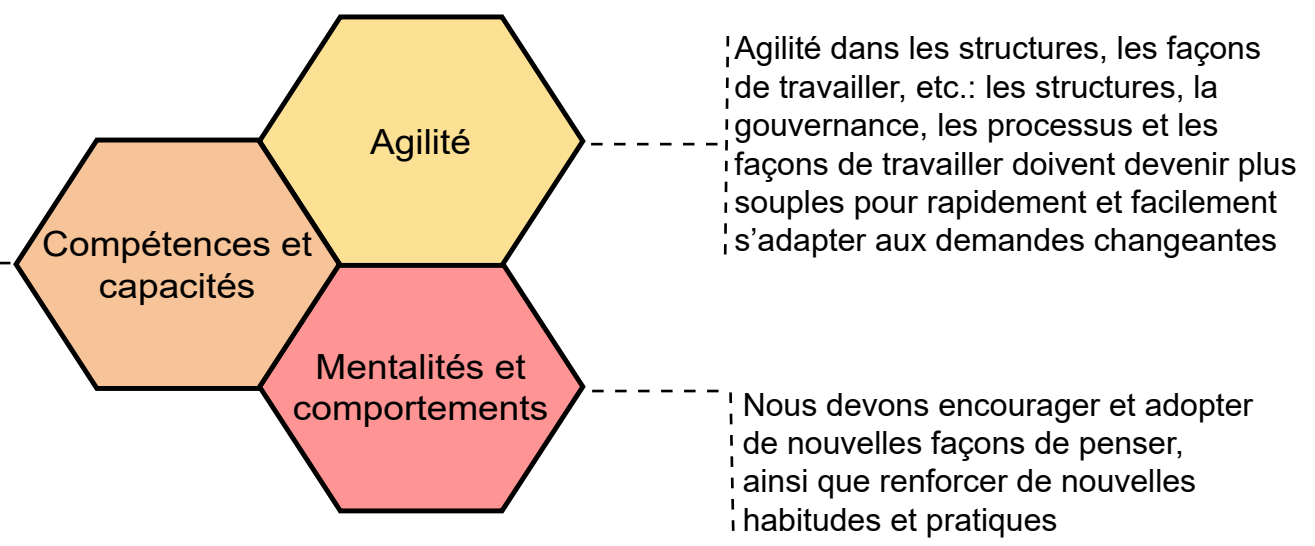 Agilité
Compétences et
capacités
Mentalités et
comportements
Agilité dans les structures, les façons
de travailler, etc.: les structures, la
gouvernance, les processus et les
façons de travailler doivent devenir plus
souples pour rapidement et facilement
s’adapter aux demandes changeantes
Nous devons encourager et adopter
de nouvelles façons de penser,
ainsi que renforcer de nouvelles
habitudes et pratiques